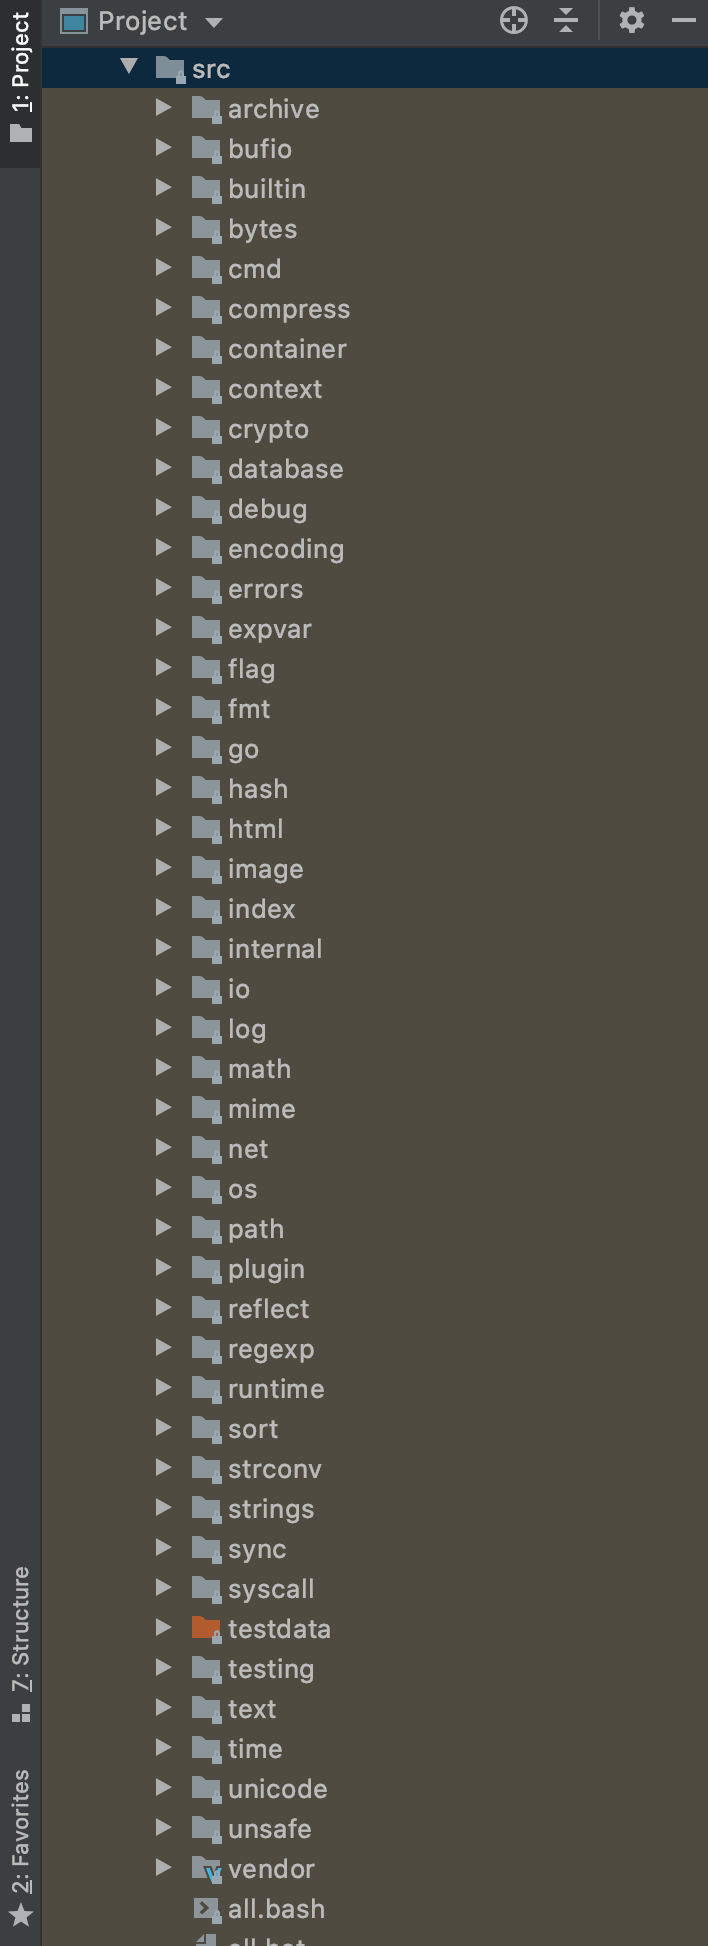 Project
src
archive
bufio
builtin
bytes
cmd
compress
container
context
crypto
database
debug
encoding
errors
expvar
flag
fmt
go
hash
html
image
index
internal
io
log
math
mime
net
os
path
plugin
reflect
regexp
runtime
sort
strconv
strings
sync
syscall
testdata
testing
text
time
unicode
unsafe
vendor
all.bash
1: Project
7: Structure
2: Favorites